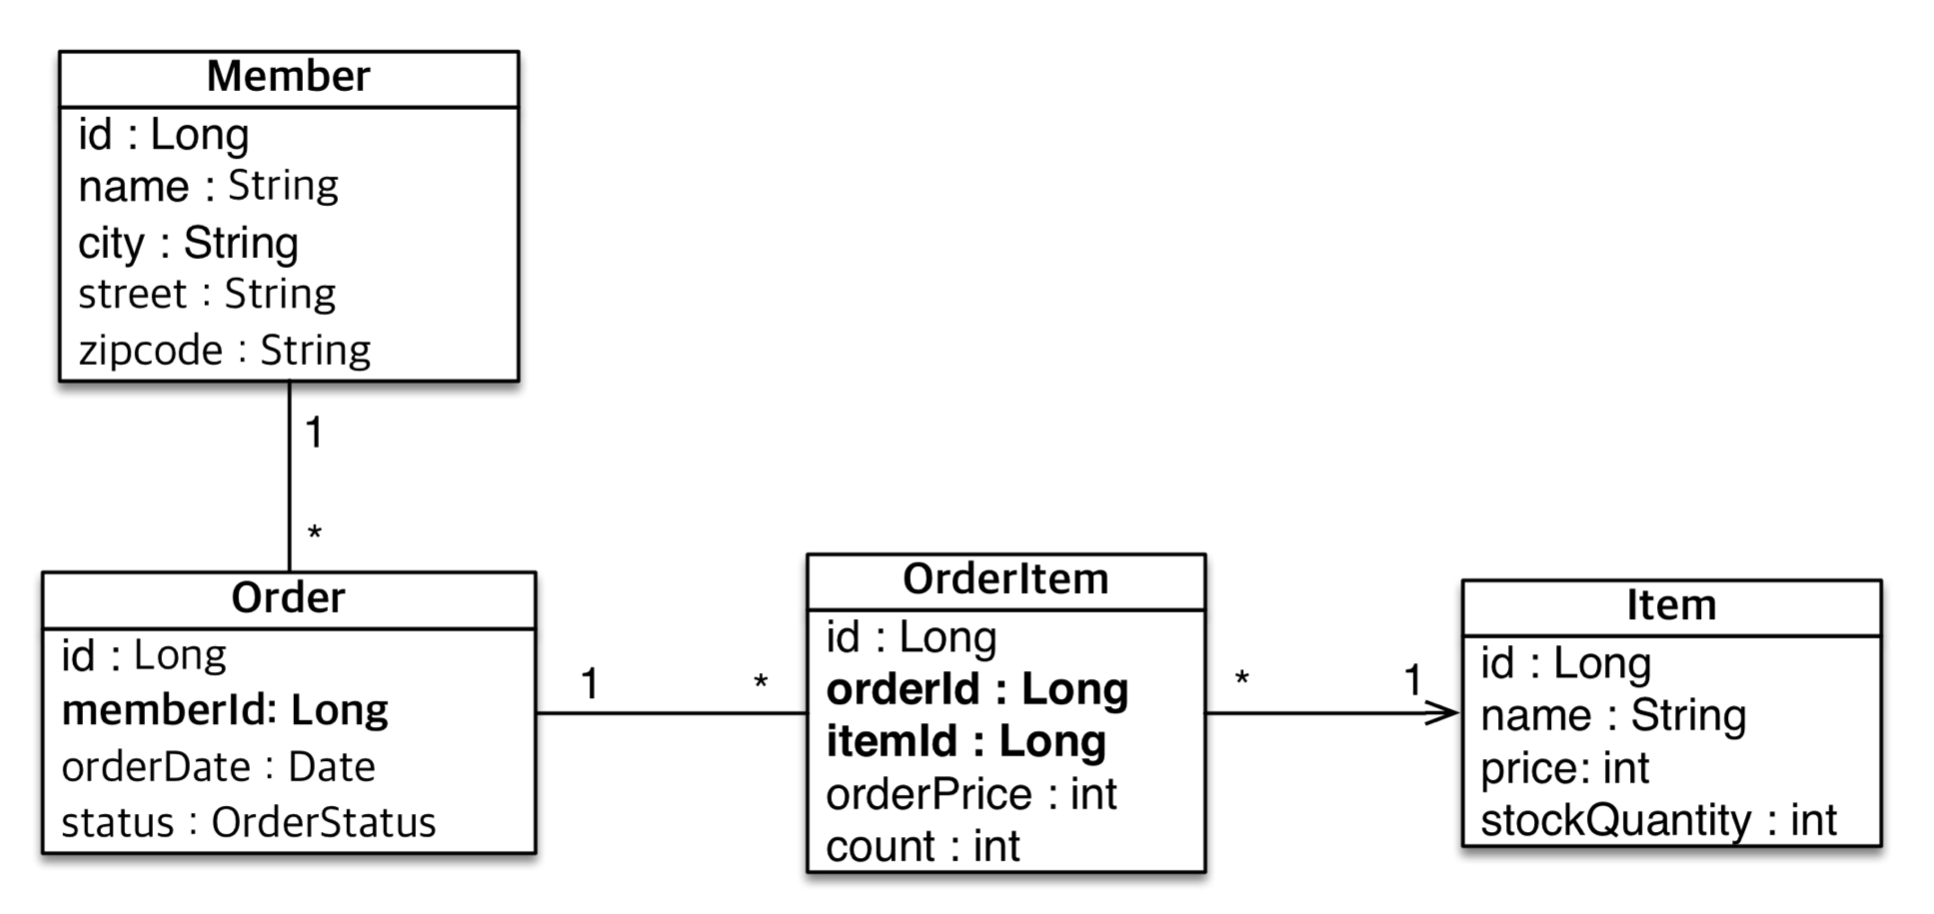 Member
id : Long
name : String
city : String
street : String
zipcode : String
1
*
Order
id : Long
memberId: Long
orderDate : Date
status : OrderStatus
1
*
OrderItem
id : Long
orderId : Long
itemId : Long
orderPrice : int
count : int
*
1
Item
id : Long
name : String
price: int
stockQuantity : int